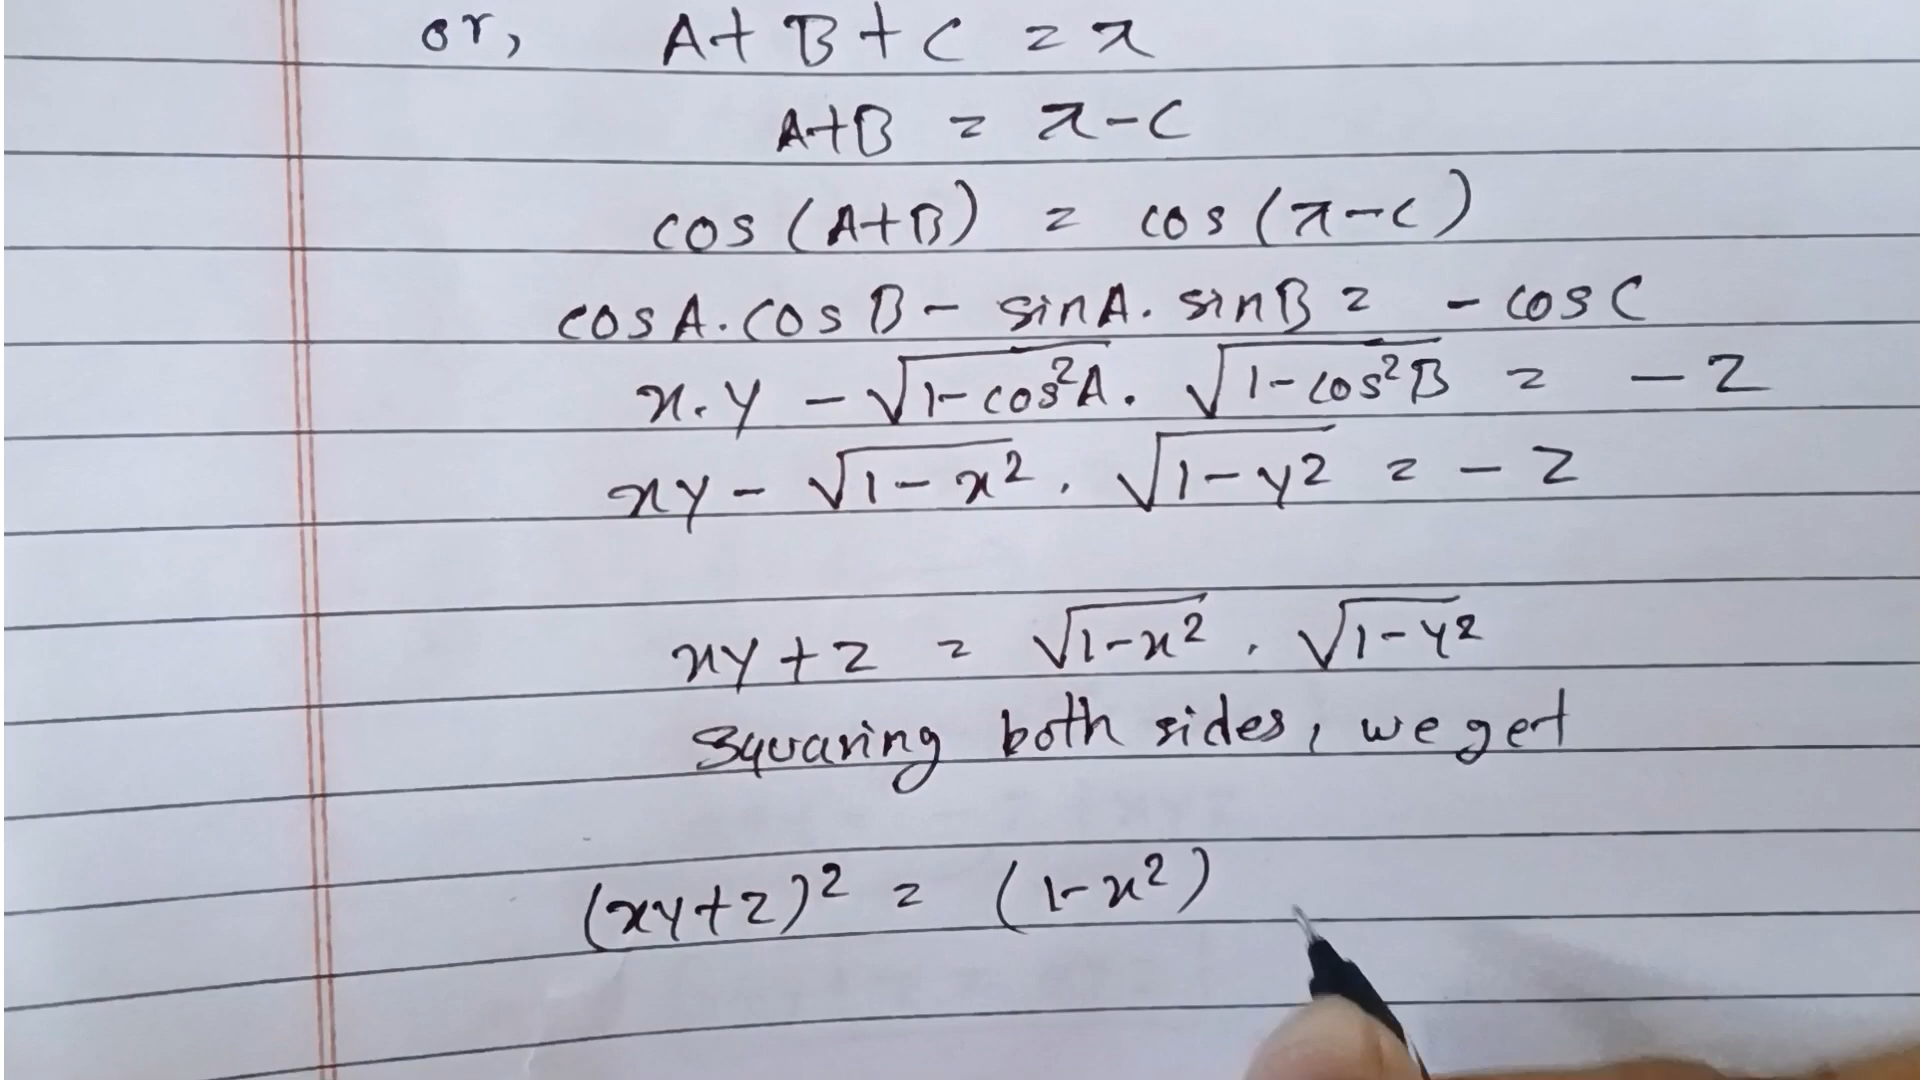 or, A+B+C = π
A+B = π-C
cos(A+B) = cos(π-C)
cosA.cosB - sinA.sinB = -cosC
x.y - √1-cos²A . √1-cos²B = -z
xy - √1-x² . √1-y² = -z
xy+z = √1-x² . √1-y²
Squaring both sides, we get
(xy+z)² = (1-x²)